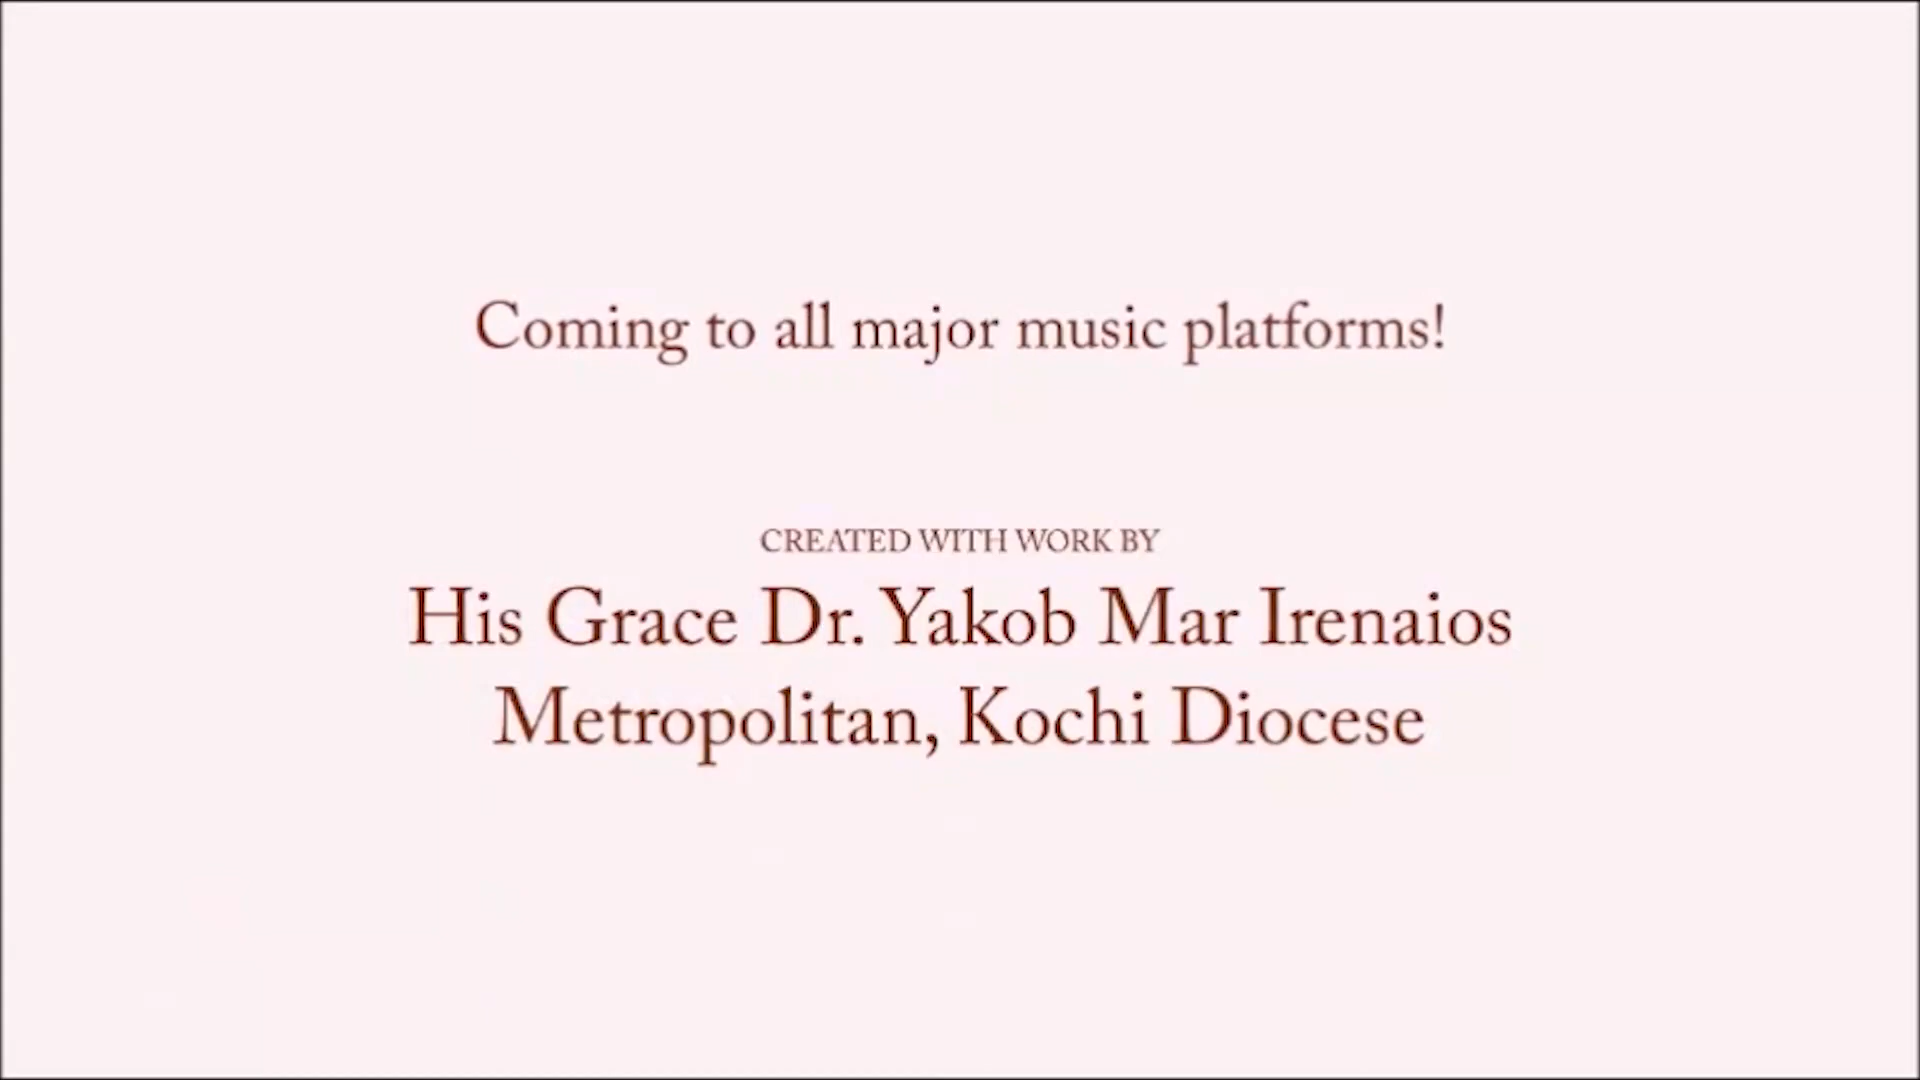 Coming to all major music platforms!
CREATED WITH WORK BY
His Grace Dr. Yakob Mar Irenaios
Metropolitan, Kochi Diocese